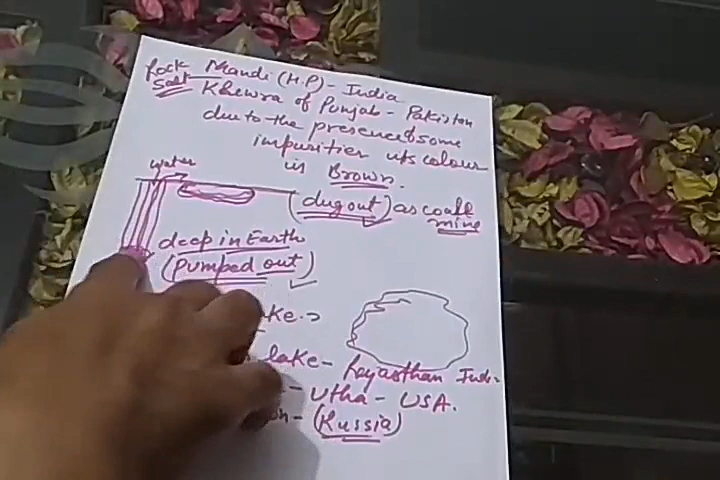 Rock Mandi (H.P) - India
Salt Khewra of Punjab - Pakistan
due to the presence of some
impurities its colour
is Brown.
water
(dug out) as coal
mine
deep in Earth
(Pumped out)
ke
lake - Rajasthan Indi
- Utha - USA.
- (Russia)